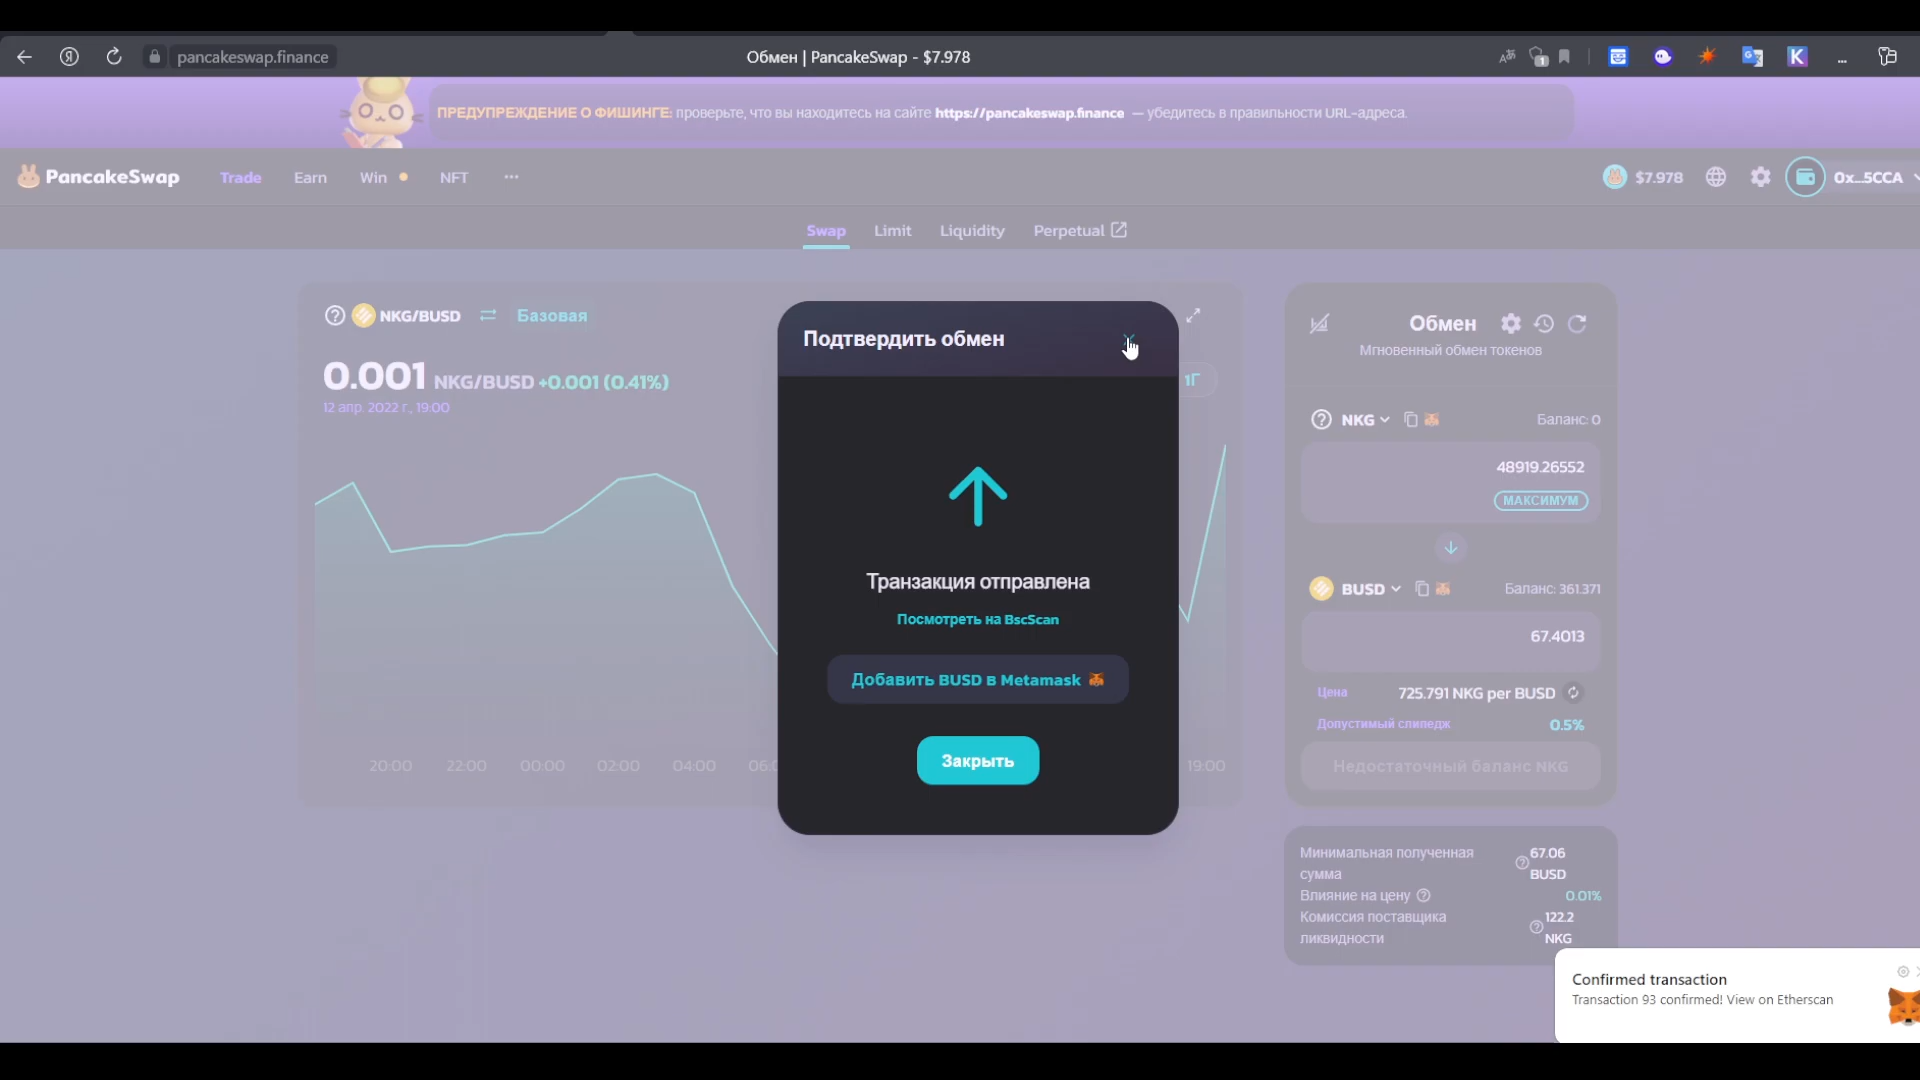 pancakeswap.finance
Обмен | PancakeSwap - $7.978
1
K
ПРЕДУПРЕЖДЕНИЕ О ФИШИНГЕ: проверьте, что вы находитесь на сайте https://pancakeswap.finance — убедитесь в правильности URL-адреса.
PancakeSwap
Trade
Earn
Win
NFT
$7.978
0x...5CCA
Swap
Limit
Liquidity
Perpetual
NKG/BUSD
Базовая
0.001 NKG/BUSD +0.001 (0.41%)
12 апр. 2022 г., 19:00
1Г
20:00
22:00
00:00
02:00
04:00
19:00
Подтвердить обмен
Транзакция отправлена
Посмотреть на BscScan
Добавить BUSD в Metamask
Закрыть
Обмен
Мгновенный обмен токенов
NKG
Баланс: 0
48919.26552
МАКСИМУМ
BUSD
Баланс: 361.371
67.4013
Цена
725.791 NKG per BUSD
Допустимый слипедж
0.5%
Недостаточный баланс NKG
Минимальная полученная сумма
67.06 BUSD
Влияние на цену
0.01%
Комиссия поставщика ликвидности
122.2 NKG
Confirmed transaction
Transaction 93 confirmed! View on Etherscan